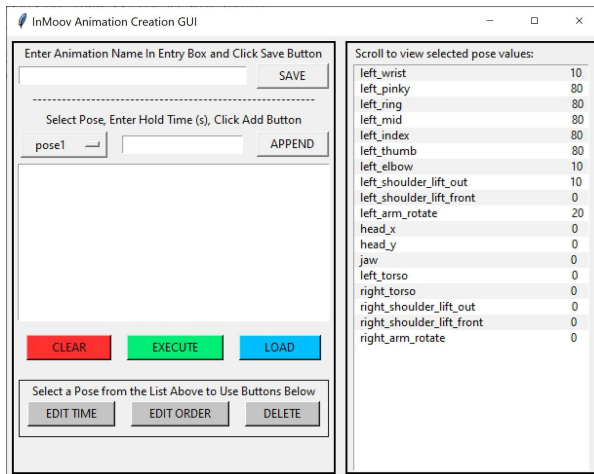 InMoov Animation Creation GUI
Enter Animation Name In Entry Box and Click Save Button
SAVE
----------------------------------------------------------
Select Pose, Enter Hold Time (s), Click Add Button
pose1 APPEND
CLEAR EXECUTE LOAD
Select a Pose from the List Above to Use Buttons Below
EDIT TIME EDIT ORDER DELETE
Scroll to view selected pose values:
left_wrist 10
left_pinky 80
left_ring 80
left_mid 80
left_index 80
left_thumb 80
left_elbow 10
left_shoulder_lift_out 10
left_shoulder_lift_front 0
left_arm_rotate 20
head_x 0
head_y 0
jaw 0
left_torso 0
right_torso 0
right_shoulder_lift_out 0
right_shoulder_lift_front 0
right_arm_rotate 0